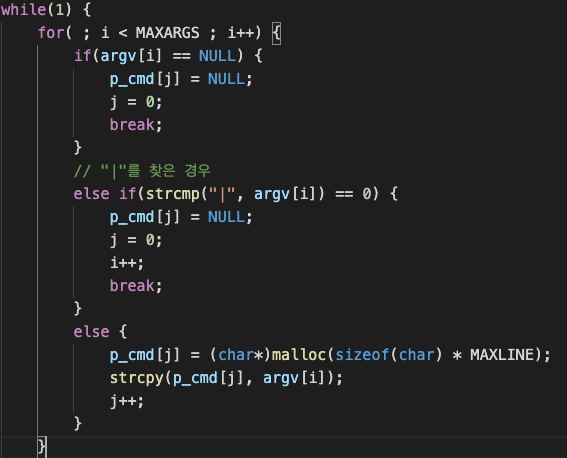 while(1) {
    for( ; i < MAXARGS ; i++) {
        if(argv[i] == NULL) {
            p_cmd[j] = NULL;
            j = 0;
            break;
        }
        // "|"를 찾은 경우
        else if(strcmp("|", argv[i]) == 0) {
            p_cmd[j] = NULL;
            j = 0;
            i++;
            break;
        }
        else {
            p_cmd[j] = (char*)malloc(sizeof(char) * MAXLINE);
            strcpy(p_cmd[j], argv[i]);
            j++;
        }
    }